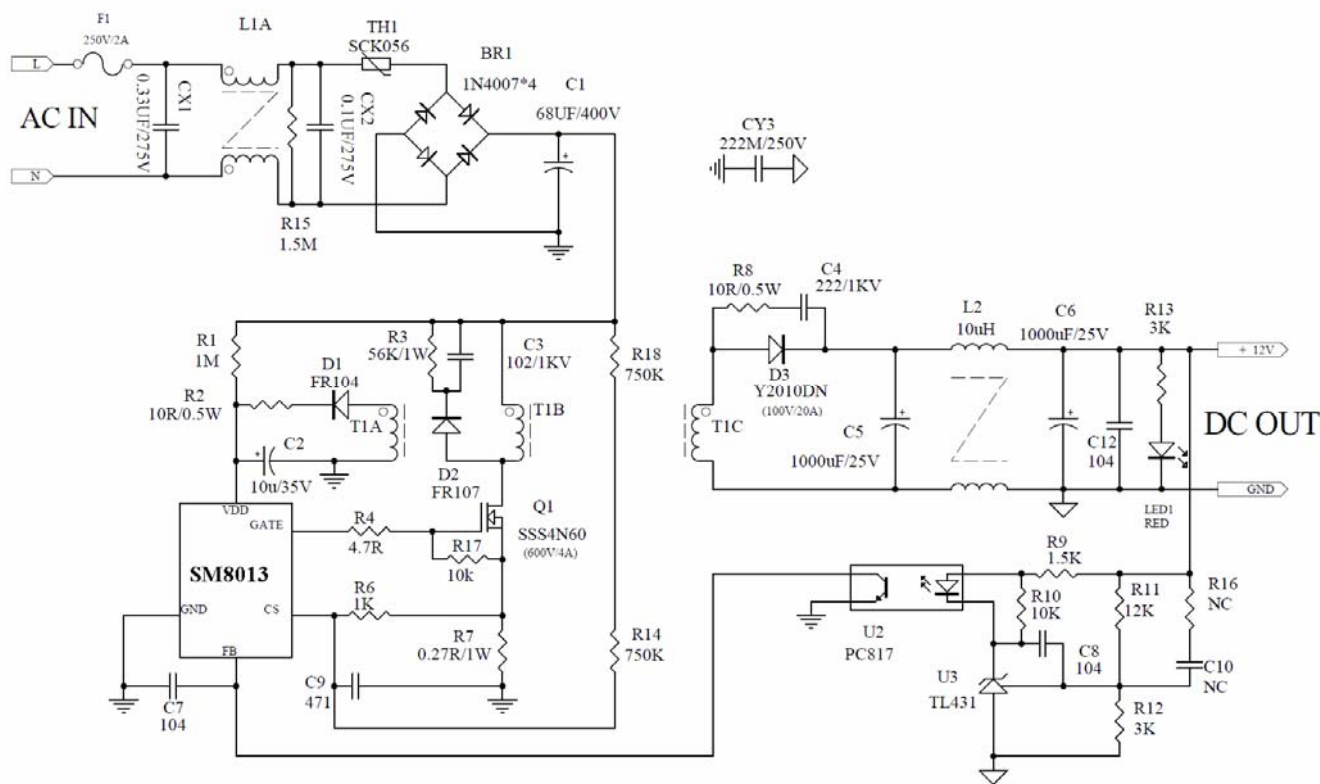 F1
250V/2A
L1A
TH1
SCK056
BR1
1N4007*4
C1
68UF/400V
L
AC IN
CX1
0.33UF/275V
CX2
0.1UF/275V
N
R15
1.5M
CY3
222M/250V
R8
10R/0.5W
C4
222/1KV
L2
10uH
C6
1000uF/25V
R13
3K
+ 12V
D3
Y2010DN
(100V/20A)
R1
1M
R3
56K/1W
C3
102/1KV
R18
750K
D1
FR104
R2
10R/0.5W
T1A
T1B
T1C
C5
1000uF/25V
C12
104
DC OUT
C2
10u/35V
D2
FR107
GND
LED1
RED
VDD
GATE
R4
4.7R
Q1
SSS4N60
(600V/4A)
R17
10k
SM8013
GND
CS
FB
R6
1K
R7
0.27R/1W
R14
750K
C9
471
C7
104
U2
PC817
R9
1.5K
R10
10K
R11
12K
R16
NC
C8
104
C10
NC
U3
TL431
R12
3K